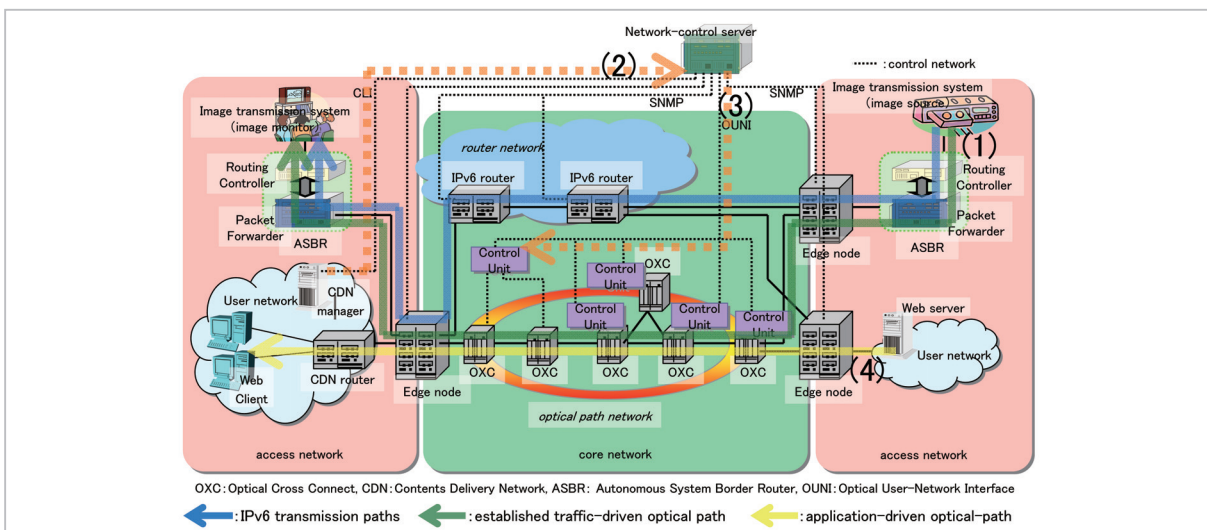 Network-control server
(2)
:control network
CLI
SNMP
(3)
SNMP
OUNI
Image transmission system
(image monitor)
Image transmission system
(image source)
(1)
Routing
Controller
Packet
Forwarder
ASBR
router network
IPv6 router
IPv6 router
Routing
Controller
Packet
Forwarder
ASBR
Edge node
Control
Unit
Control
Unit
OXC
Control
Unit
Control
Unit
Control
Unit
User network
CDN
manager
Web
Client
CDN router
Edge node
OXC
OXC
OXC
OXC
OXC
Edge node
(4)
Web server
User network
optical path network
access network
core network
access network
OXC:Optical Cross Connect, CDN:Contents Delivery Network, ASBR: Autonomous System Border Router, OUNI:Optical User-Network Interface
:IPv6 transmission paths
:established traffic-driven optical path
:application-driven optical-path